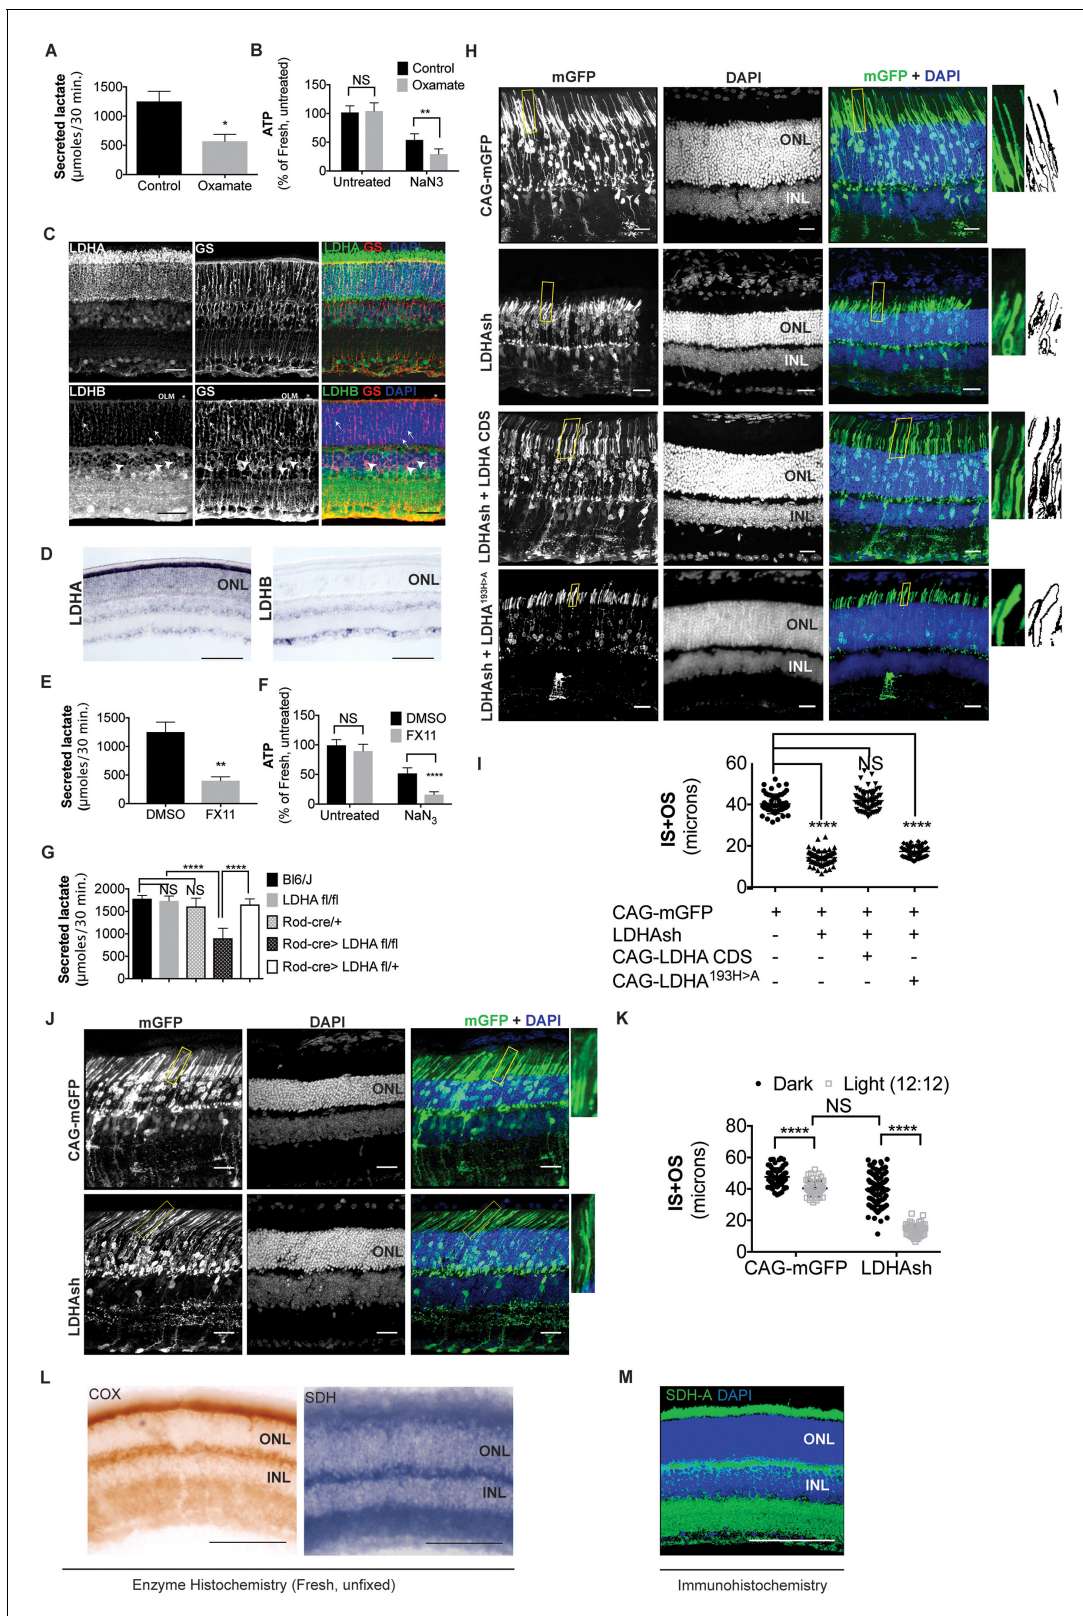 A
Secreted lactate
(µmoles/30 min.)
1500
1000
500
0
Control
Oxamate
*
B
ATP
(% of Fresh, untreated)
150
100
50
0
NS
**
Control
Oxamate
Untreated
NaN3
C
LDHA
GS
LDHA GS DAPI
LDHB
OLM *
GS
OLM *
LDHB GS DAPI
*
D
LDHA
ONL
LDHB
ONL
E
Secreted lactate
(µmoles/30 min.)
1500
1000
500
0
DMSO
FX11
**
F
ATP
(% of Fresh, untreated)
150
100
50
0
NS
****
DMSO
FX11
Untreated
NaN3
G
Secreted lactate
(µmoles/30 min.)
2000
1500
1000
500
0
NS
NS
****
****
Bl6/J
LDHA fl/fl
Rod-cre/+
Rod-cre> LDHA fl/fl
Rod-cre> LDHA fl/+
H
mGFP
DAPI
mGFP + DAPI
CAG-mGFP
ONL
INL
LDHAsh
ONL
INL
LDHAsh + LDHA CDS
ONL
INL
LDHAsh + LDHA193H>A
ONL
INL
I
IS+OS
(microns)
60
40
20
0
****
NS
****
CAG-mGFP + + + +
LDHAsh - + + +
CAG-LDHA CDS - - + -
CAG-LDHA193H>A - - - +
J
mGFP
DAPI
mGFP + DAPI
CAG-mGFP
ONL
LDHAsh
ONL
K
Dark
Light (12:12)
IS+OS
(microns)
80
60
40
20
0
****
NS
****
CAG-mGFP
LDHAsh
L
COX
ONL
INL
SDH
ONL
INL
Enzyme Histochemistry (Fresh, unfixed)
M
SDH-A DAPI
ONL
INL
Immunohistochemistry